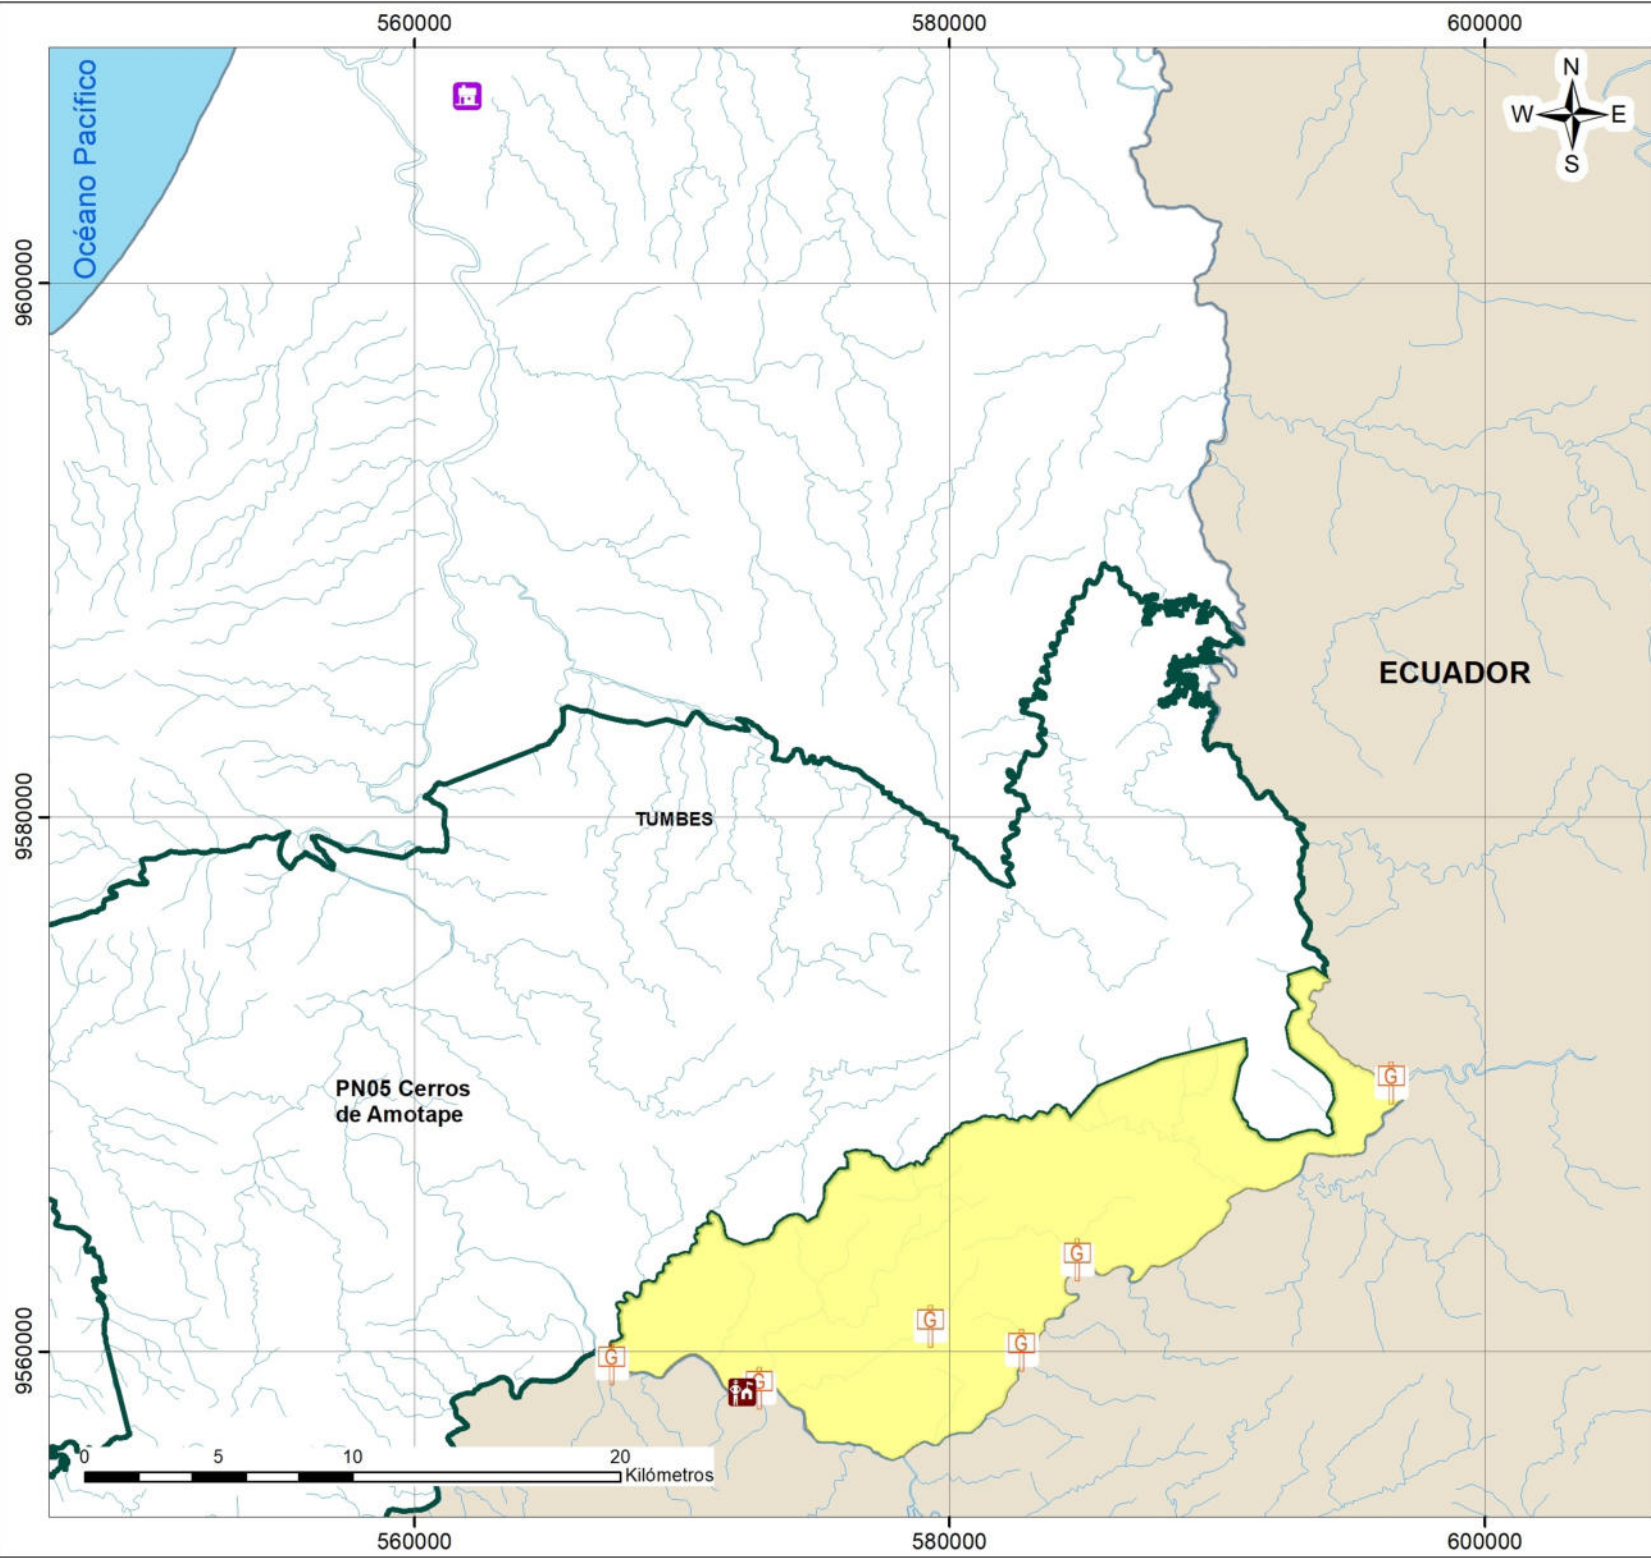 560000
580000
600000
Océano Pacífico
N
W E
S
9600000
ECUADOR
9580000
TUMBES
PN05 Cerros
de Amotape
G
G
G
G
9560000
G
G
0 5 10 20
Kilómetros
560000
580000
600000